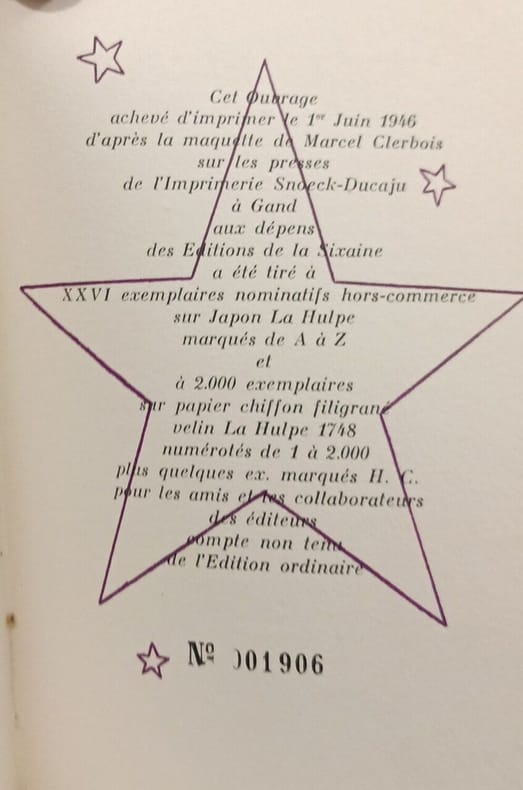 Cet Ouvrage
achevé d'imprimer le 1er Juin 1946
d'après la maquette de Marcel Clerbois
sur les presses
de l'Imprimerie Snoeck-Ducaju
à Gand
aux dépens
des Editions de la Sixaine
a été tiré à
XXVI exemplaires nominatifs hors-commerce
sur Japon La Hulpe
marqués de A à Z
et
à 2.000 exemplaires
sur papier chiffon filigrané
velin La Hulpe 1748
numérotés de 1 à 2.000
plus quelques ex. marqués H. C.
pour les amis et les collaborateurs
des éditeurs
compte non tenu
de l'Edition ordinaire
Nº 001906